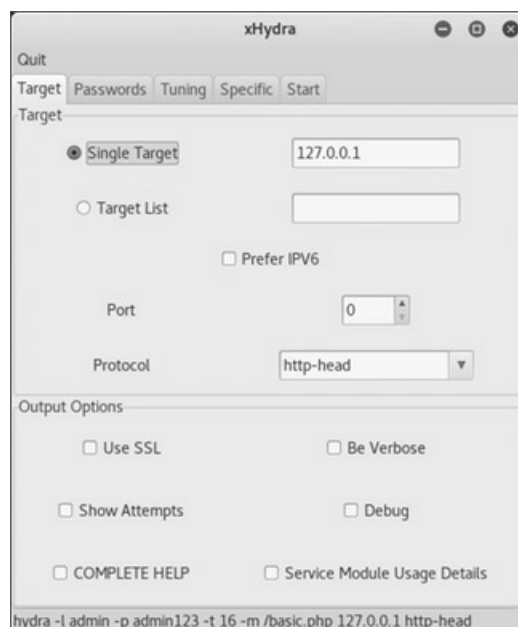 xHydra
Quit
Target Passwords Tuning Specific Start
Target
Single Target 127.0.0.1
Target List
Prefer IPV6
Port 0
Protocol http-head
Output Options
Use SSL Be Verbose
Show Attempts Debug
COMPLETE HELP Service Module Usage Details
hydra -l admin -p admin123 -t 16 -m /basic.php 127.0.0.1 http-head